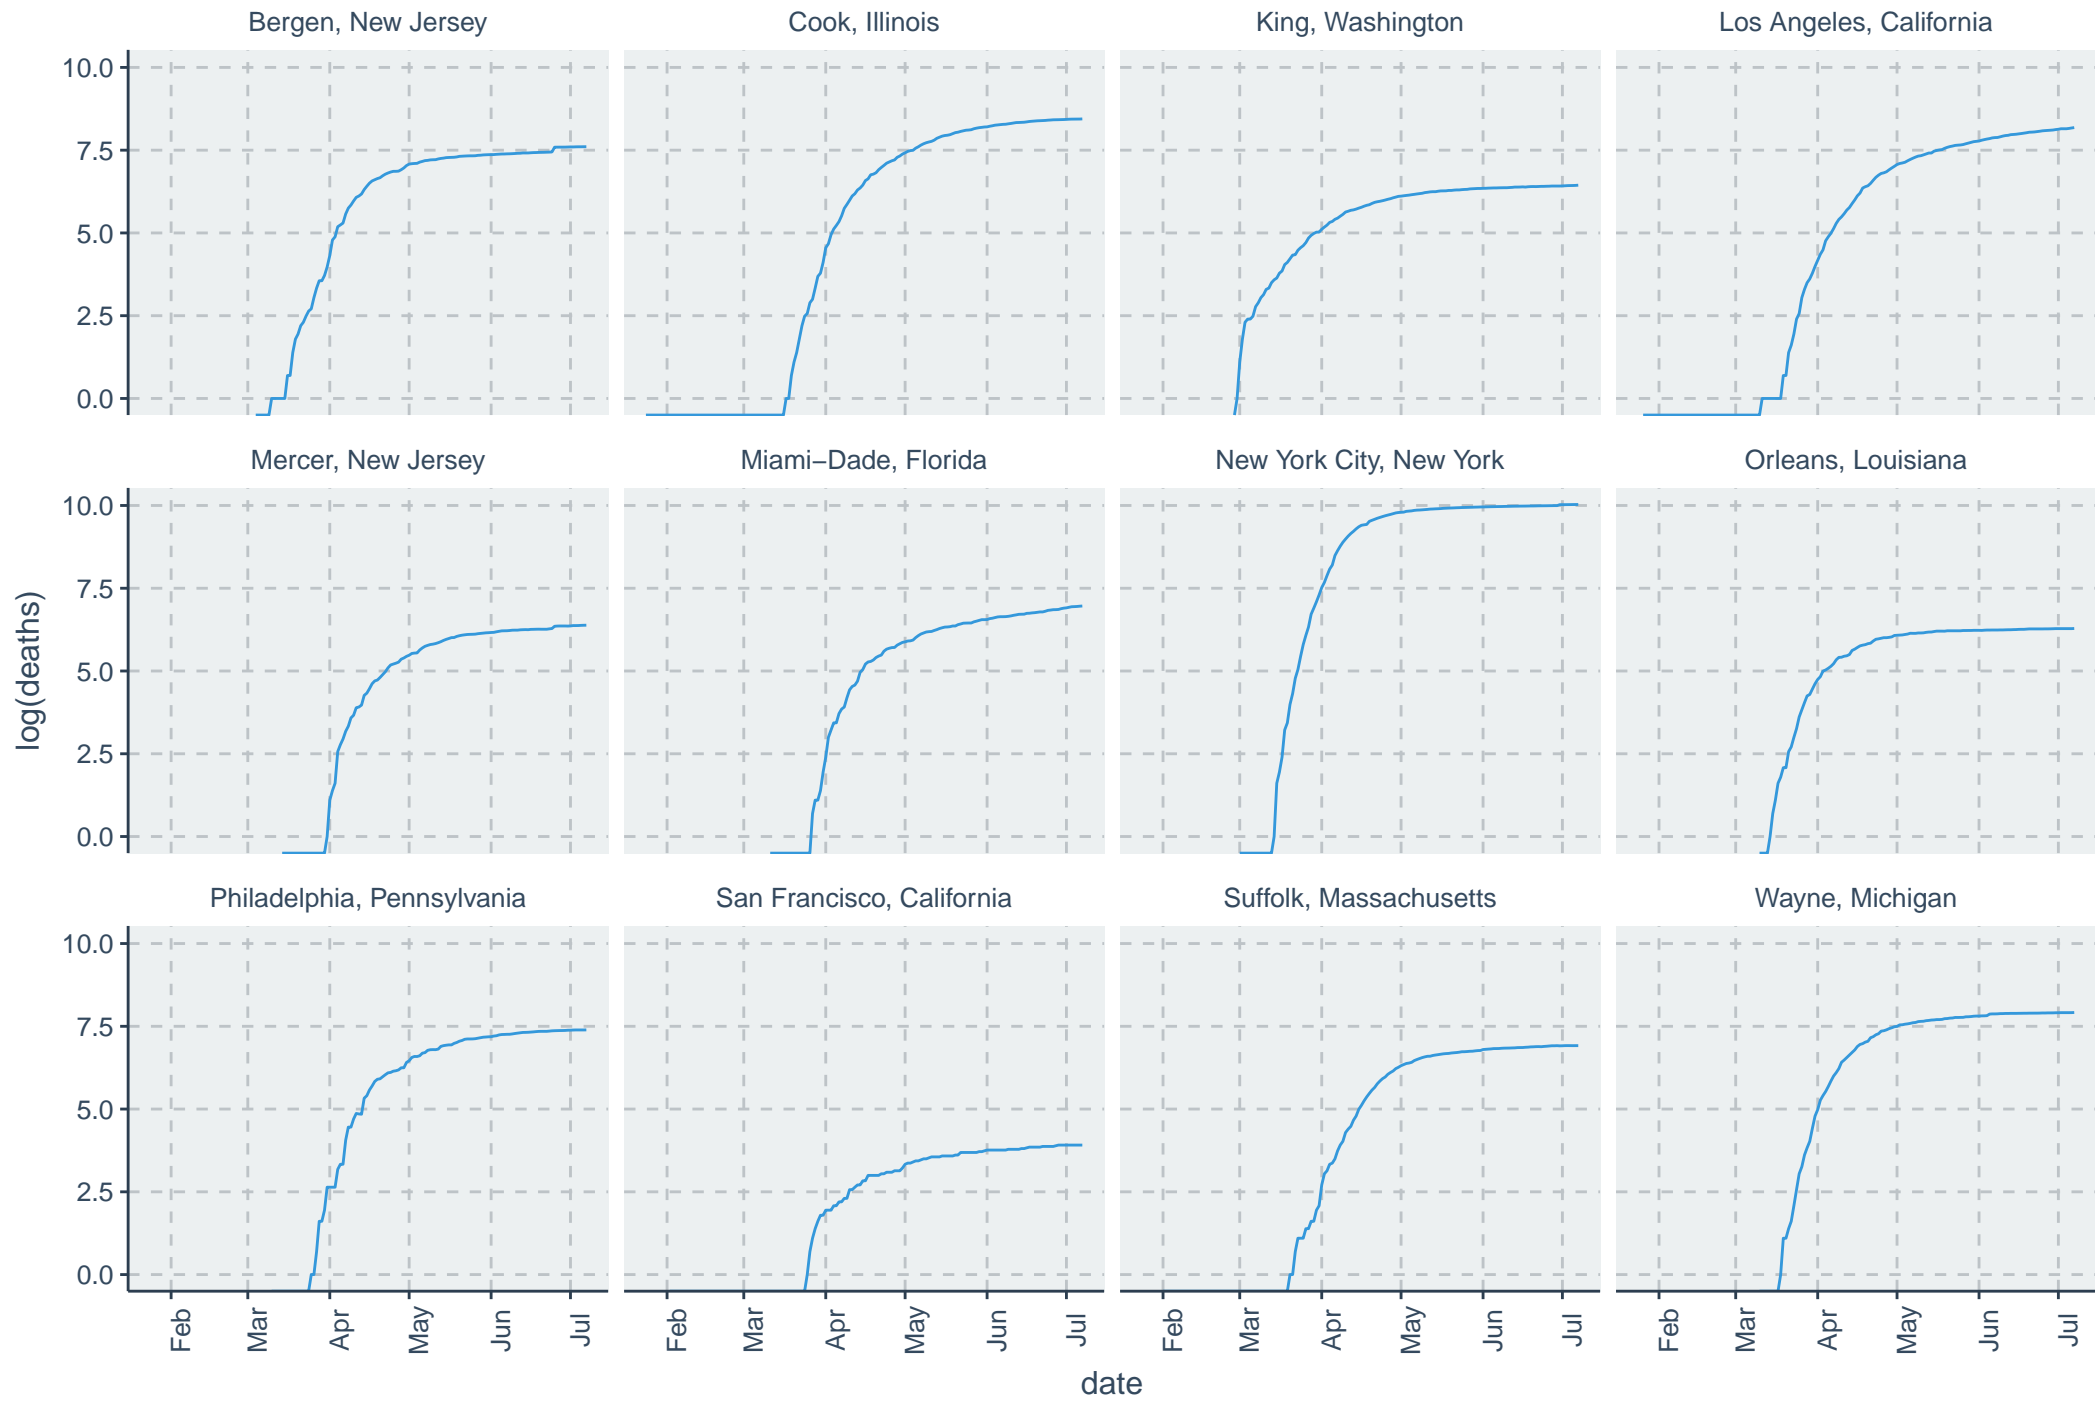 Bergen, New Jersey
Cook, Illinois
King, Washington
Los Angeles, California
10.0
7.5
5.0
2.5
0.0
Mercer, New Jersey
Miami−Dade, Florida
New York City, New York
Orleans, Louisiana
10.0
7.5
5.0
2.5
0.0
log(deaths)
Philadelphia, Pennsylvania
San Francisco, California
Suffolk, Massachusetts
Wayne, Michigan
10.0
7.5
5.0
2.5
0.0
Feb Mar Apr May Jun Jul
Feb Mar Apr May Jun Jul
Feb Mar Apr May Jun Jul
Feb Mar Apr May Jun Jul
date